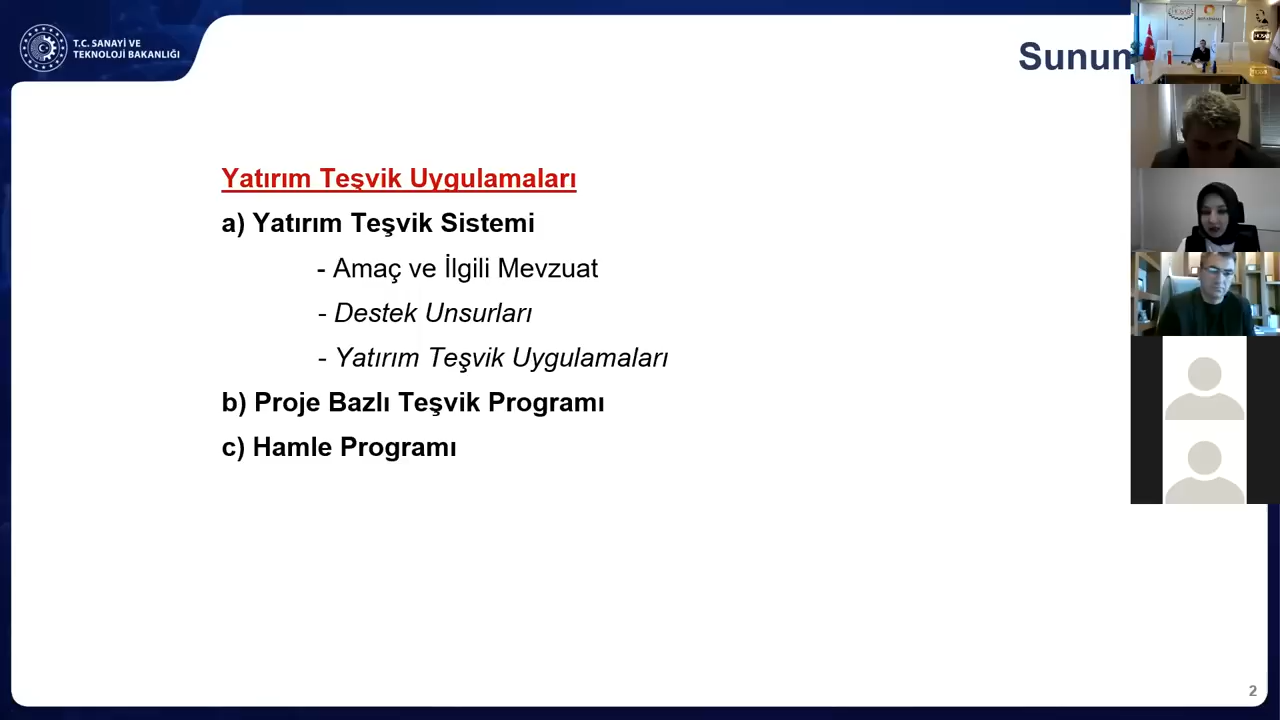 T.C. SANAYİ VE
TEKNOLOJİ BAKANLIĞI
Sunum
Yatırım Teşvik Uygulamaları
a) Yatırım Teşvik Sistemi
- Amaç ve İlgili Mevzuat
- Destek Unsurları
- Yatırım Teşvik Uygulamaları
b) Proje Bazlı Teşvik Programı
c) Hamle Programı
2